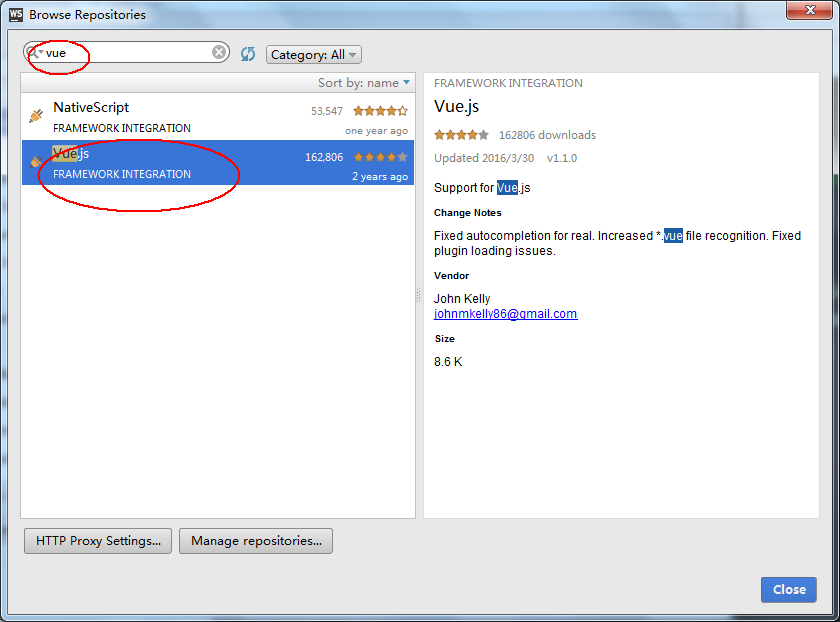 WS Browse Repositories
vue
Category: All
Sort by: name
NativeScript
53,547
FRAMEWORK INTEGRATION
one year ago
Vue.js
162,806
FRAMEWORK INTEGRATION
2 years ago
FRAMEWORK INTEGRATION
Vue.js
162806 downloads
Updated 2016/3/30 v1.1.0
Support for Vue.js
Change Notes
Fixed autocompletion for real. Increased *.vue file recognition. Fixed
plugin loading issues.
Vendor
John Kelly
johnmkelly86@gmail.com
Size
8.6 K
HTTP Proxy Settings...
Manage repositories...
Close